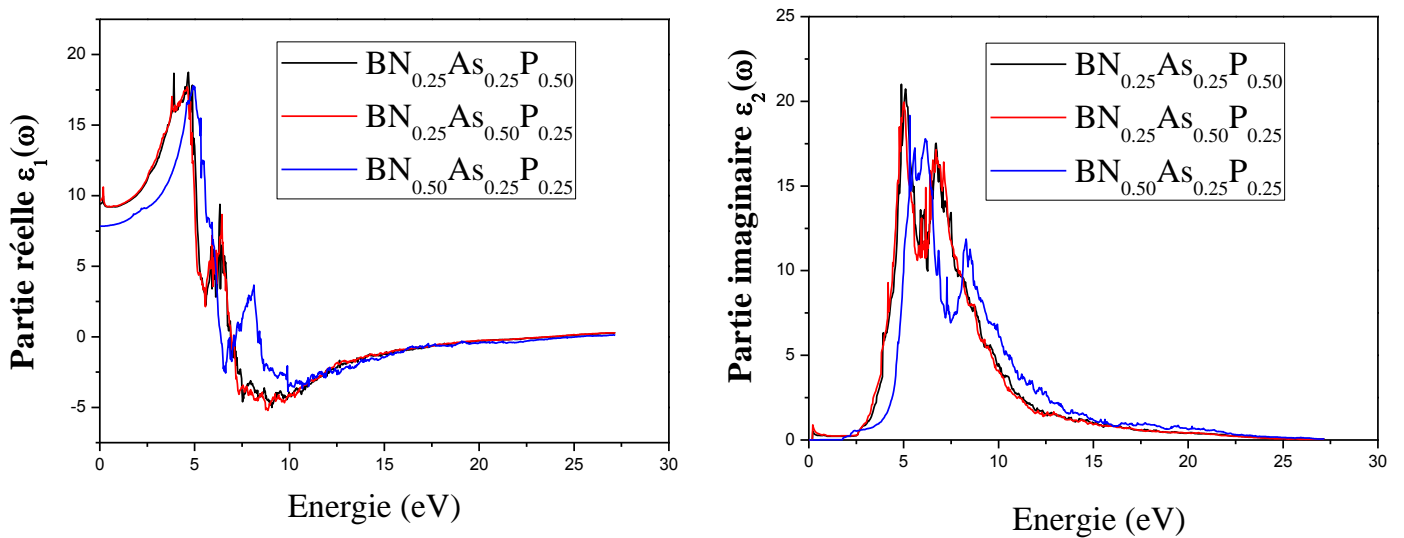 Partie réelle ε₁(ω)
20
15
10
5
0
-5
BN₀.₂₅As₀.₂₅P₀.₅₀
BN₀.₂₅As₀.₅₀P₀.₂₅
BN₀.₅₀As₀.₂₅P₀.₂₅
0 5 10 15 20 25 30
Energie (eV)
Partie imaginaire ε₂(ω)
25
20
15
10
5
0
BN₀.₂₅As₀.₂₅P₀.₅₀
BN₀.₂₅As₀.₅₀P₀.₂₅
BN₀.₅₀As₀.₂₅P₀.₂₅
0 5 10 15 20 25 30
Energie (eV)